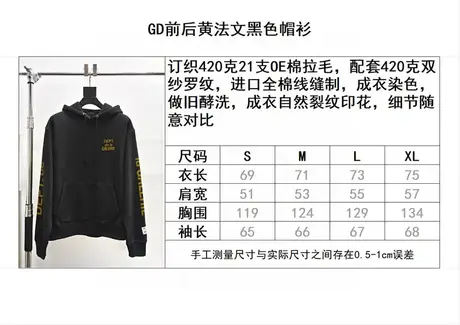 GD前后黄法文黑色帽衫
订织420克21支OE棉拉毛，配套420克双
纱罗纹，进口全棉线缝制，成衣染色，
做旧酵洗，成衣自然裂纹印花，细节随
意对比
尺码 S M L XL
衣长 69 71 73 75
肩宽 51 53 55 57
胸围 119 124 129 134
袖长 65 66 67 68
手工测量尺寸与实际尺寸之间存在0.5-1cm误差